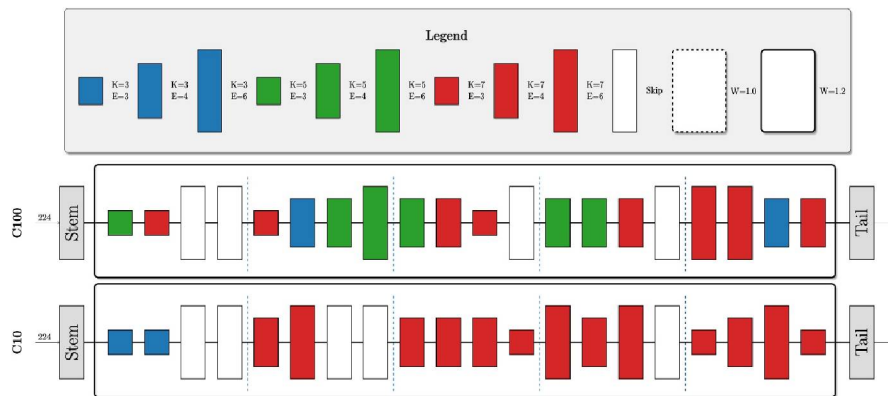 Legend
K=3 E=3
K=3 E=4
K=3 E=6
K=5 E=3
K=5 E=4
K=5 E=6
K=7 E=3
K=7 E=4
K=7 E=6
Skip
W=1.0
W=1.2
C100
224
Stem
Tail
C10
224
Stem
Tail